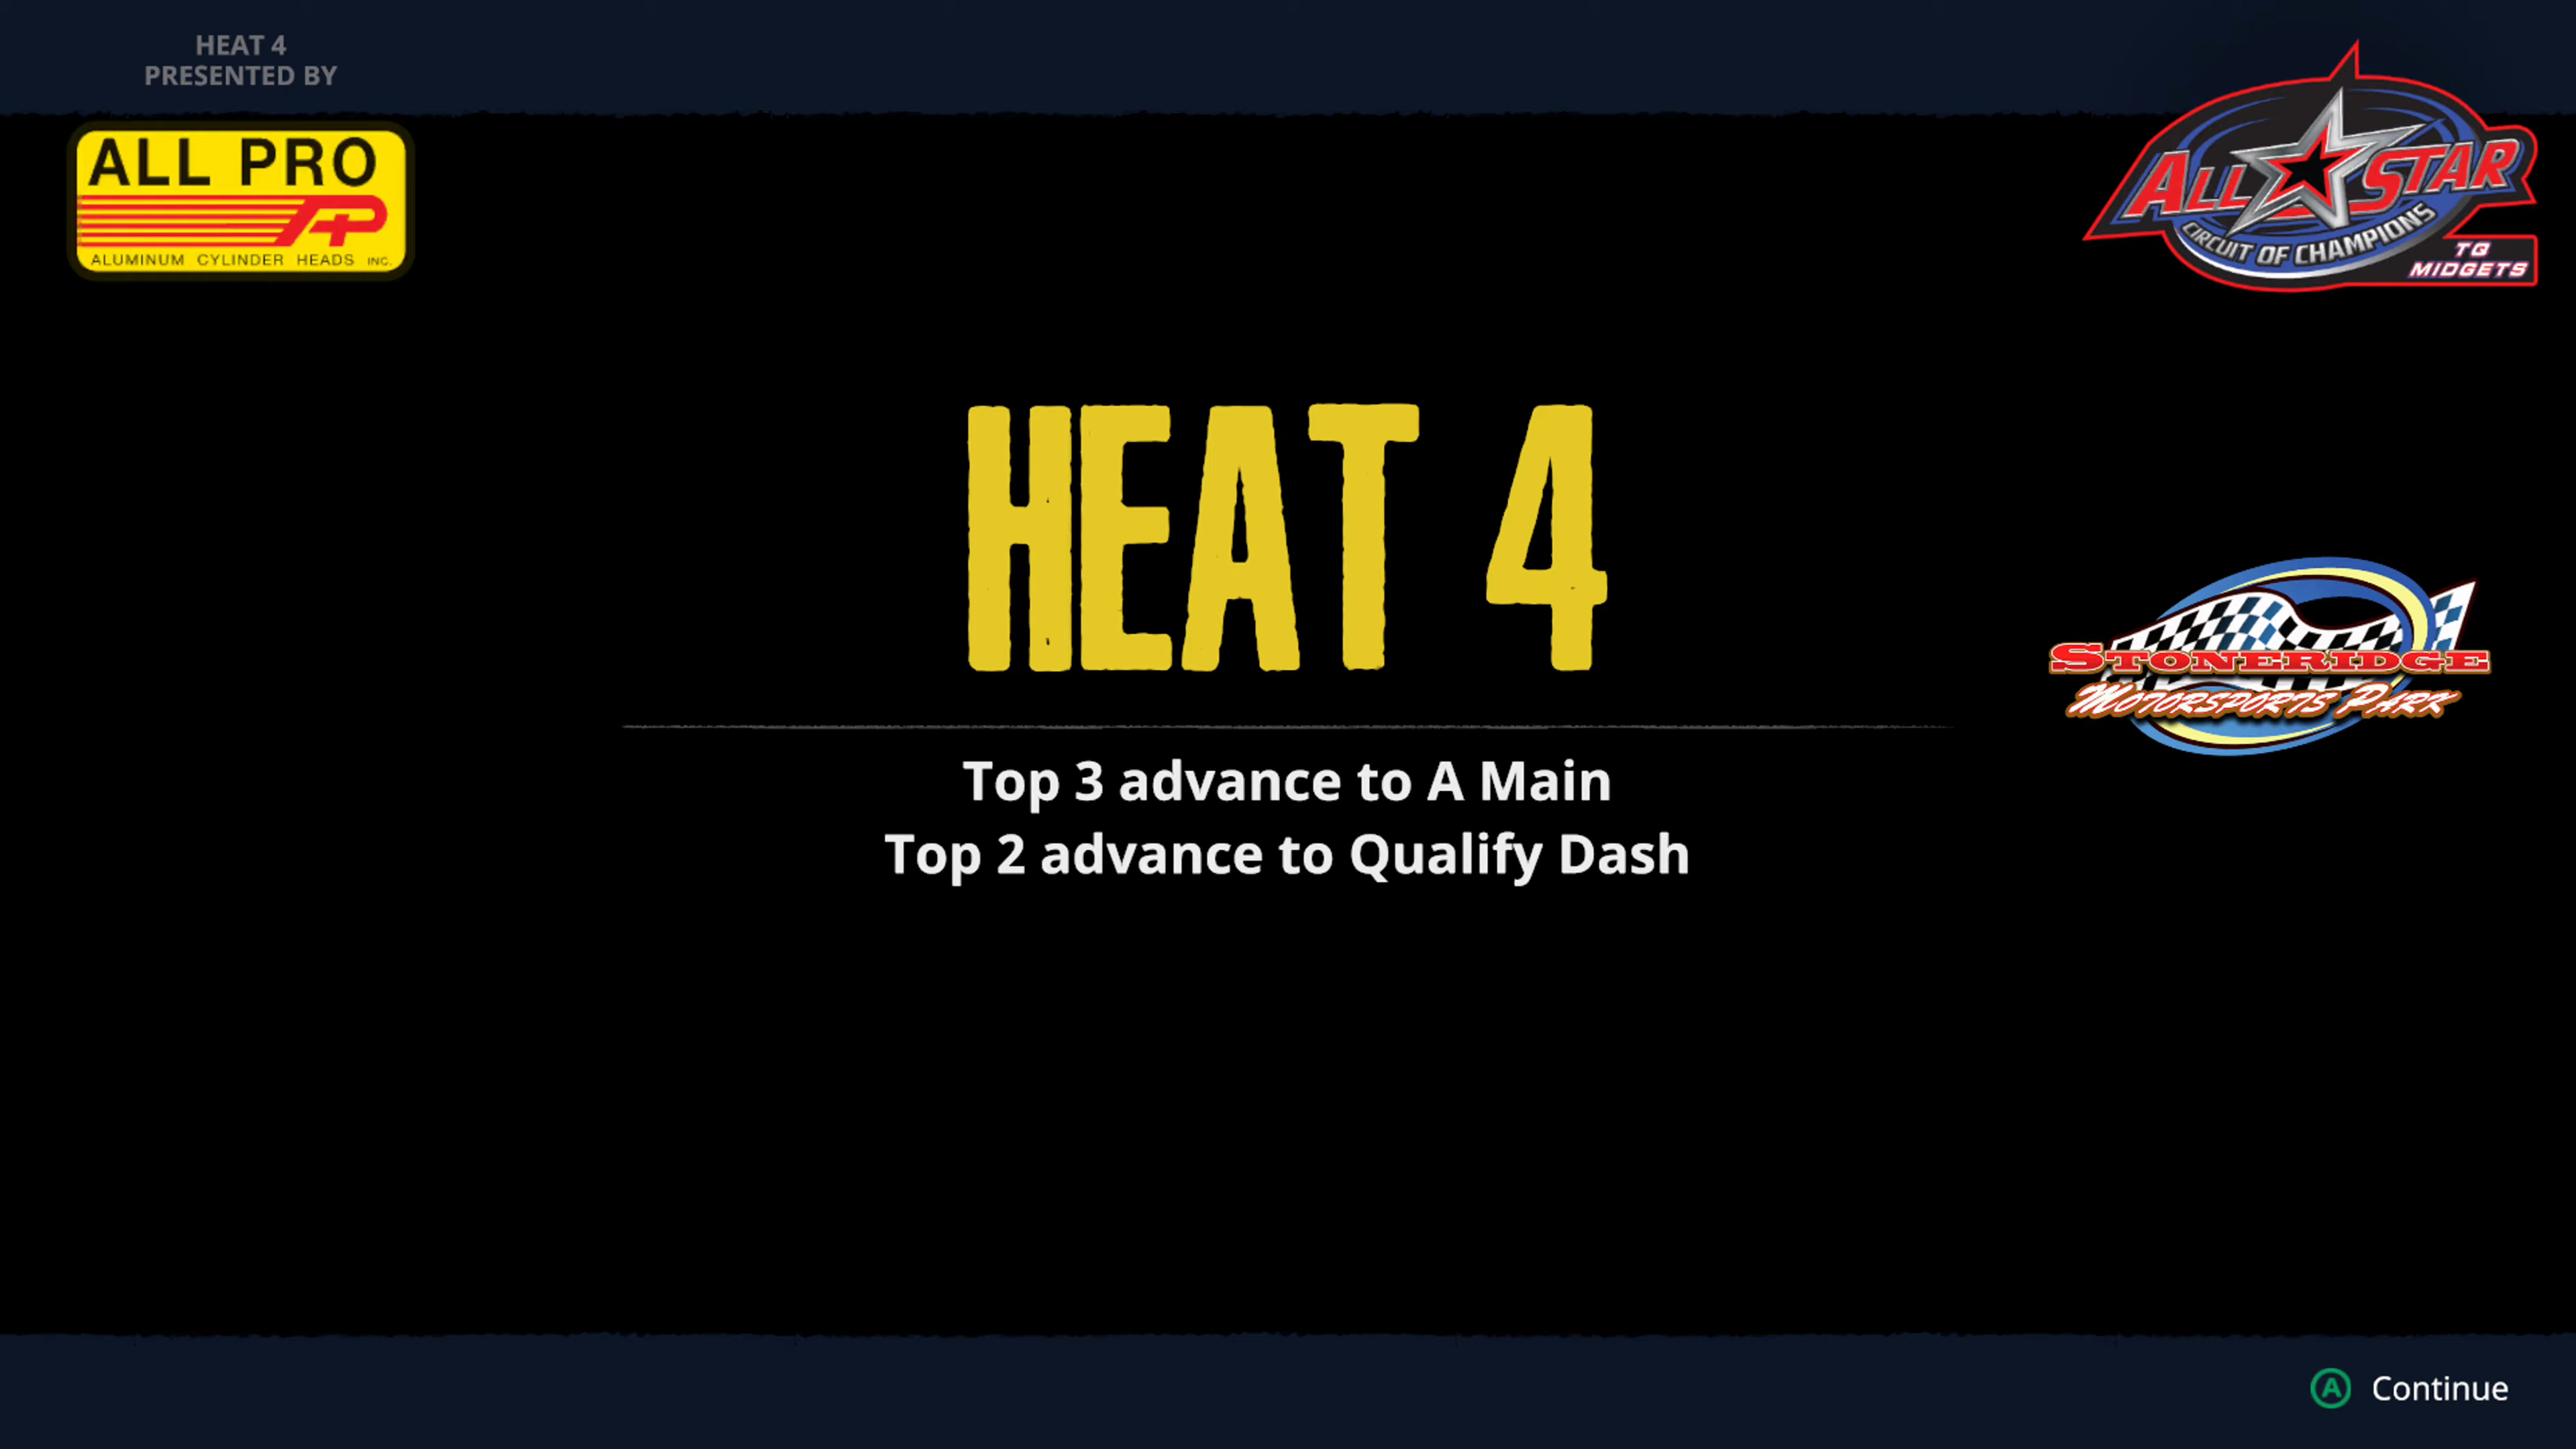 HEAT 4
PRESENTED BY
ALL PRO
AP
ALUMINUM CYLINDER HEADS INC.
ALL STAR
CIRCUIT OF CHAMPIONS
TQ
MIDGETS
HEAT 4
STONERIDGE
MOTORSPORTS PARK
Top 3 advance to A Main
Top 2 advance to Qualify Dash
A Continue